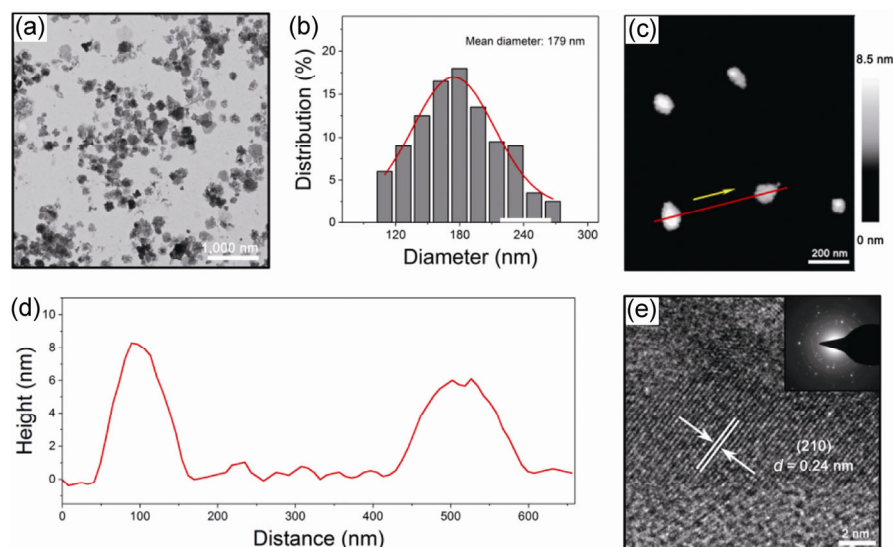 (a)
1,000 nm
(b)
Mean diameter: 179 nm
Distribution (%)
20
15
10
5
0
120
180
240
300
Diameter (nm)
(c)
8.5 nm
0 nm
200 nm
(d)
Height (nm)
10
8
6
4
2
0
0
100
200
300
400
500
600
Distance (nm)
(e)
(210)
d = 0.24 nm
2 nm